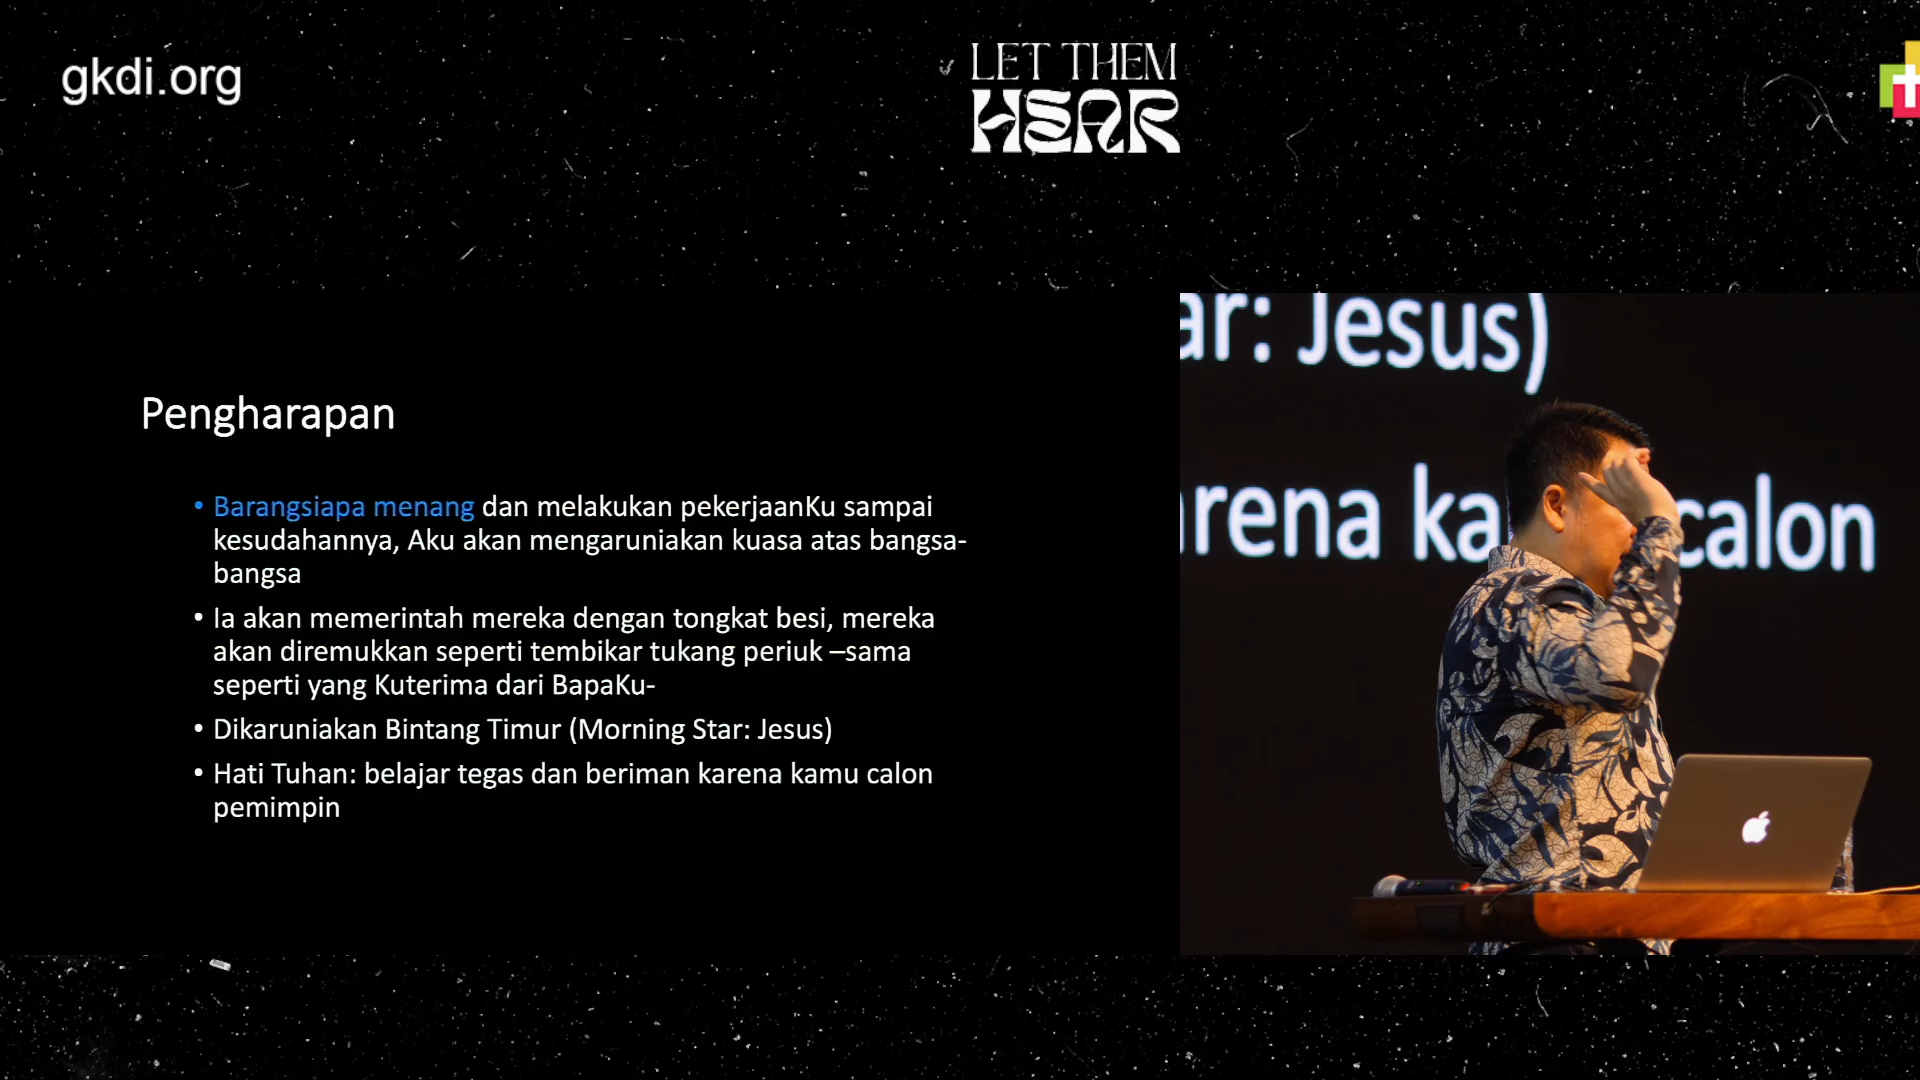 gkdi.org
LET THEM
HEAR
Pengharapan
• Barangsiapa menang dan melakukan pekerjaanKu sampai
kesudahannya, Aku akan mengaruniakan kuasa atas bangsa-
bangsa
• Ia akan memerintah mereka dengan tongkat besi, mereka
akan diremukkan seperti tembikar tukang periuk –sama
seperti yang Kuterima dari BapaKu-
• Dikaruniakan Bintang Timur (Morning Star: Jesus)
• Hati Tuhan: belajar tegas dan beriman karena kamu calon
pemimpin
ar: Jesus)
arena ka calon